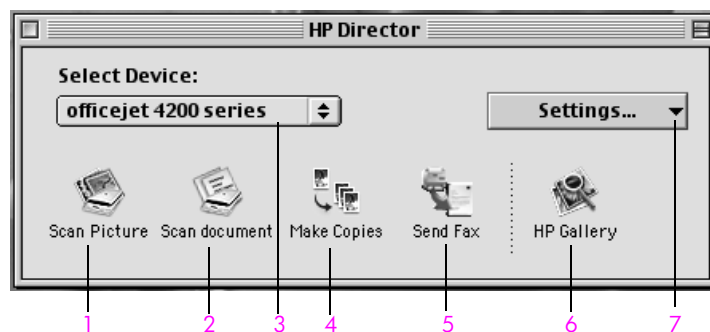 HP Director
Select Device:
officejet 4200 series
Settings...
Scan Picture Scan document Make Copies Send Fax HP Gallery
1 2 3 4 5 6 7